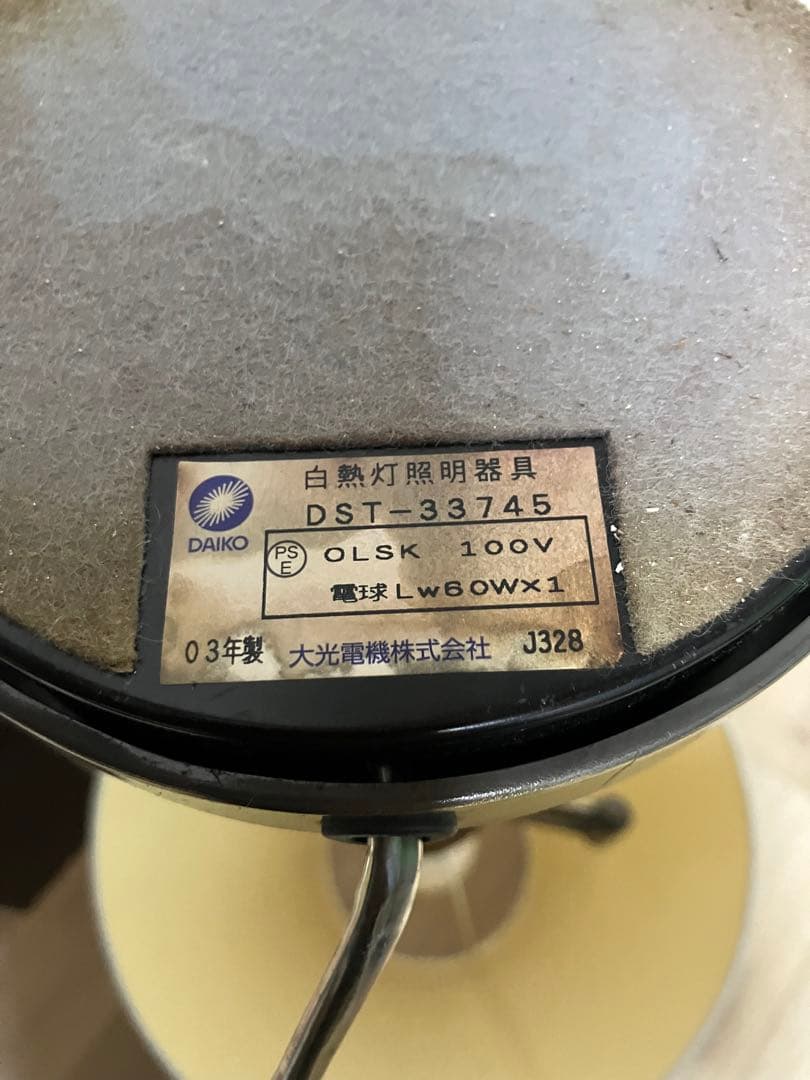 白熱灯照明器具
DST-33745
DAIKO
PS
E
OLSK 100V
電球Lw60W×1
03年製 大光電機株式会社 J328